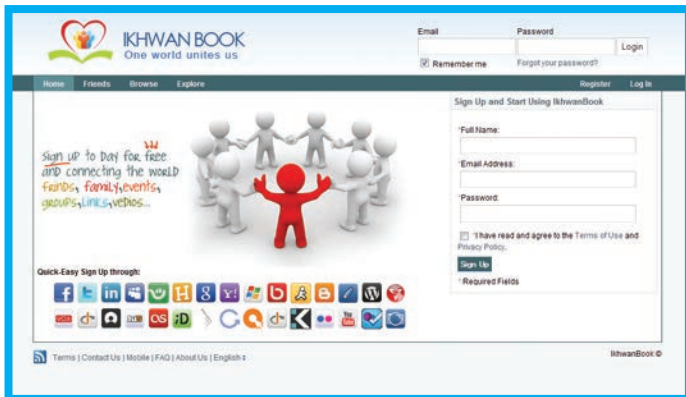 IKHWAN BOOK
One world unites us
Email
Password
Login
Remember me
Forgot your password?
Home Friends Browse Explore
Register Log In
Sign up to Day for free
and connecting the world
Frinds, family,events,
groups,Links,vedios...
Sign Up and Start Using IkhwanBook
*Full Name:
*Email Address:
*Password:
*I have read and agree to the Terms of Use and
Privacy Policy.
Sign Up
* Required Fields
Quick-Easy Sign Up through:
Terms | Contact Us | Mobile | FAQ | About Us | English
IkhwanBook ©